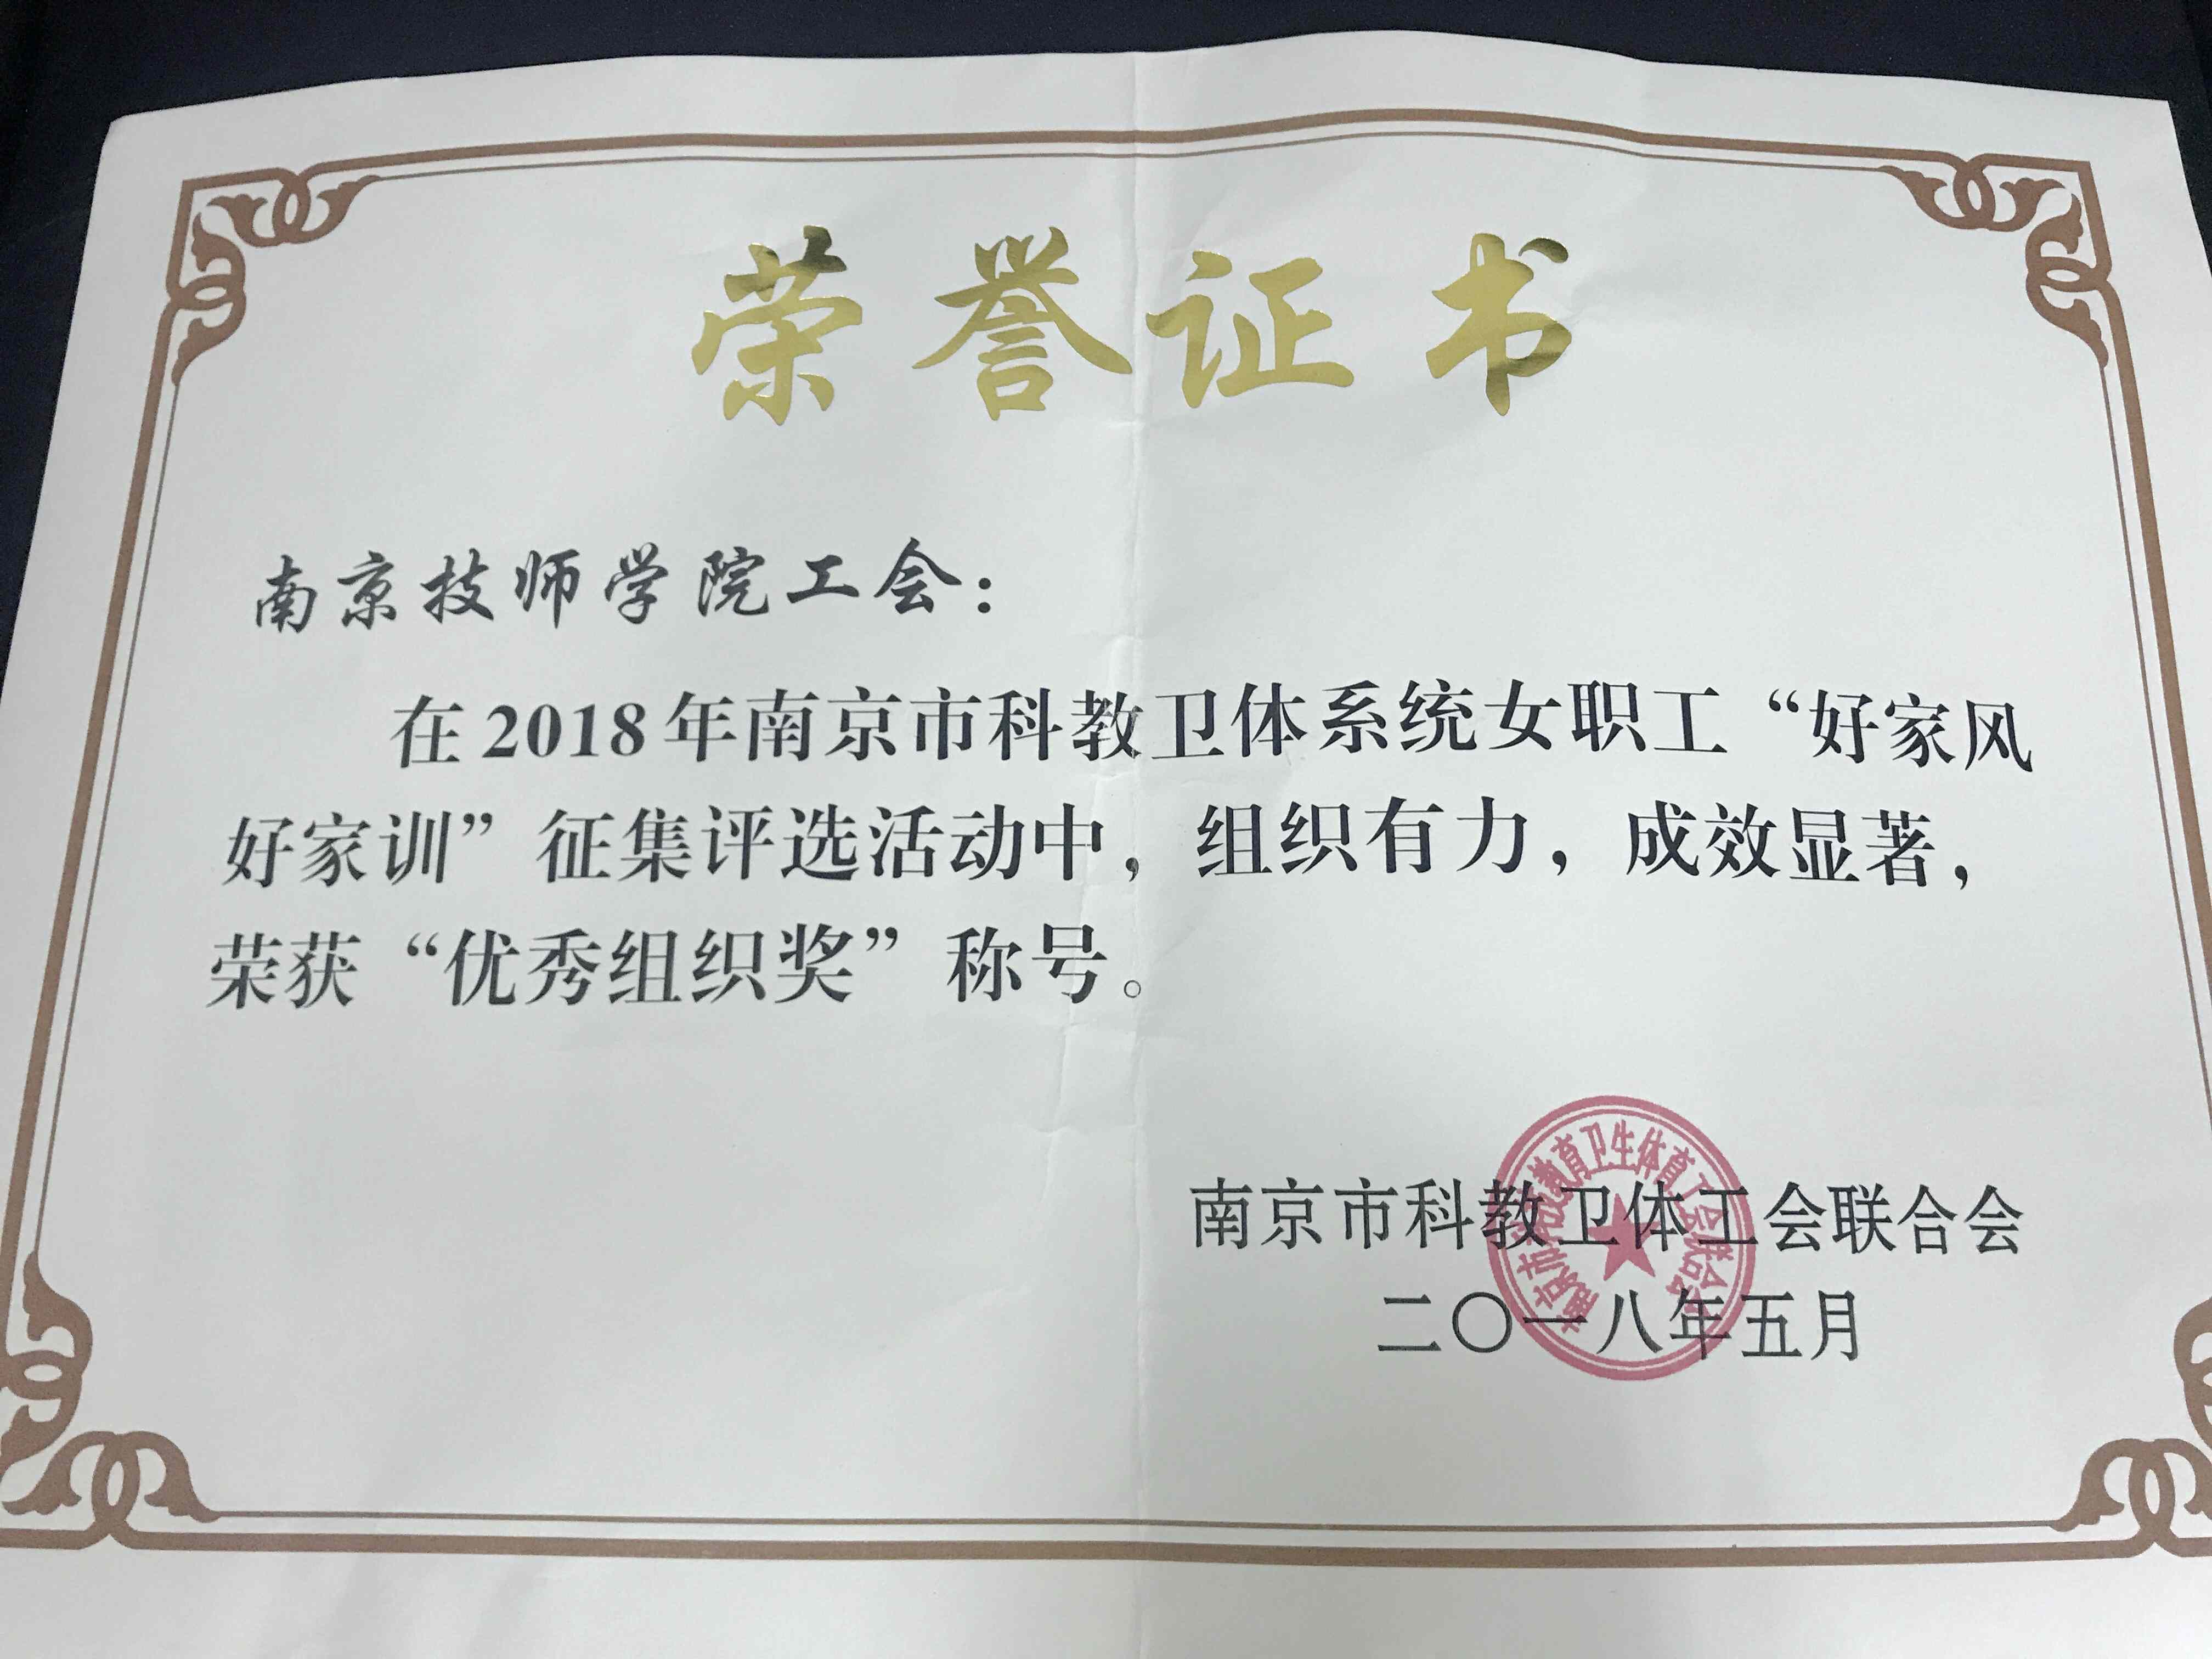 荣誉证书
南京技师学院工会：
在2018年南京市科教卫体系统女职工“好家风
好家训”征集评选活动中，组织有力，成效显著，
荣获“优秀组织奖”称号。
南京市科教卫体工会联合会
二〇一八年五月